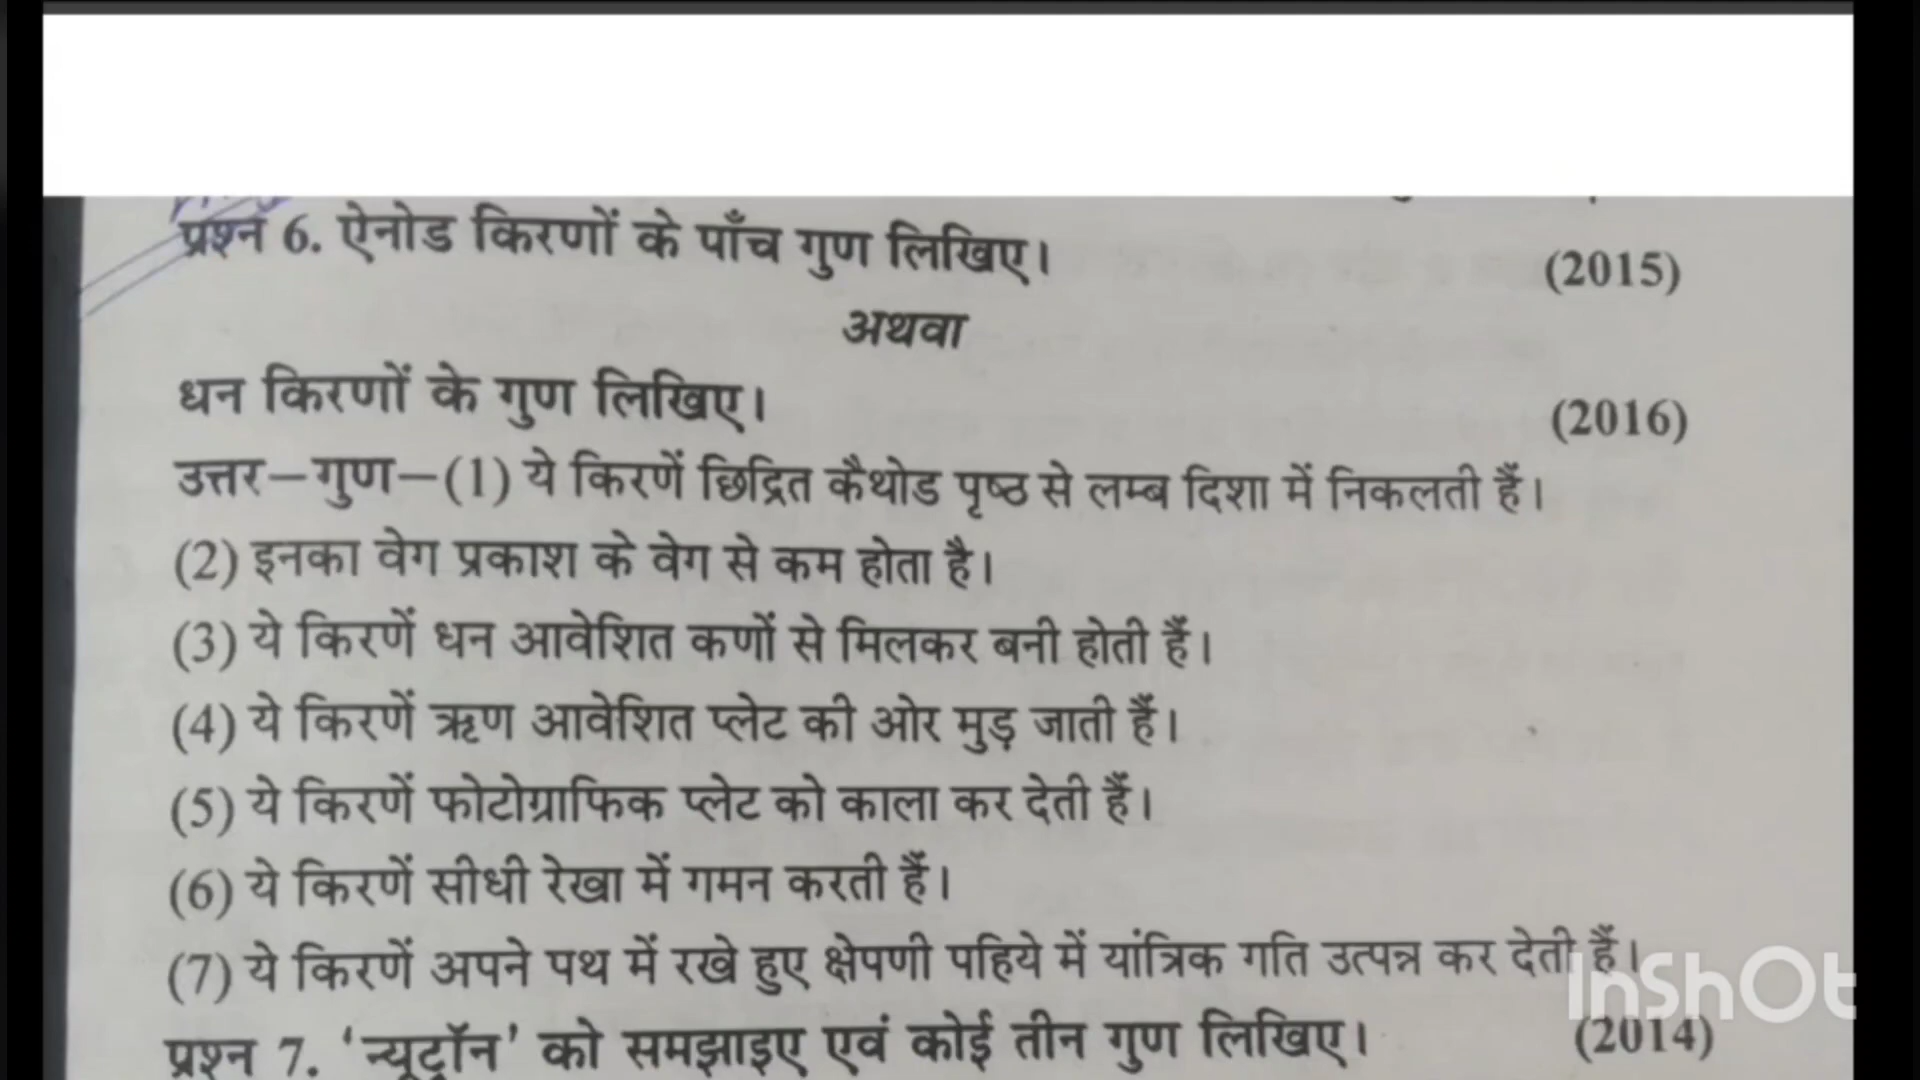 प्रश्न 6. ऐनोड किरणों के पाँच गुण लिखिए। (2015)
अथवा
धन किरणों के गुण लिखिए। (2016)
उत्तर–गुण–(1) ये किरणें छिद्रित कैथोड पृष्ठ से लम्ब दिशा में निकलती हैं।
(2) इनका वेग प्रकाश के वेग से कम होता है।
(3) ये किरणें धन आवेशित कणों से मिलकर बनी होती हैं।
(4) ये किरणें ऋण आवेशित प्लेट की ओर मुड़ जाती हैं।
(5) ये किरणें फोटोग्राफिक प्लेट को काला कर देती हैं।
(6) ये किरणें सीधी रेखा में गमन करती हैं।
(7) ये किरणें अपने पथ में रखे हुए क्षेपणी पहिये में यांत्रिक गति उत्पन्न कर देती हैं।
InShOt
प्रश्न 7. ‘न्यूट्रॉन’ को समझाइए एवं कोई तीन गुण लिखिए। (2014)